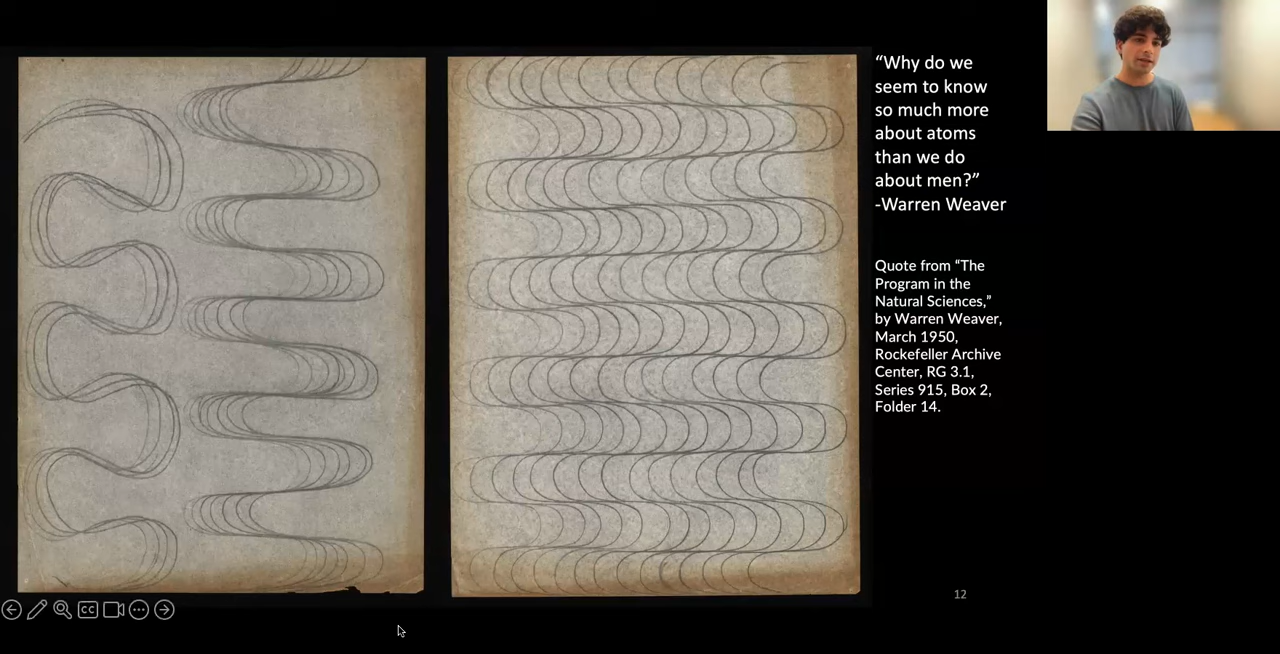 “Why do we
seem to know
so much more
about atoms
than we do
about men?”
-Warren Weaver
Quote from “The
Program in the
Natural Sciences,”
by Warren Weaver,
March 1950,
Rockefeller Archive
Center, RG 3.1,
Series 915, Box 2,
Folder 14.
12
CC